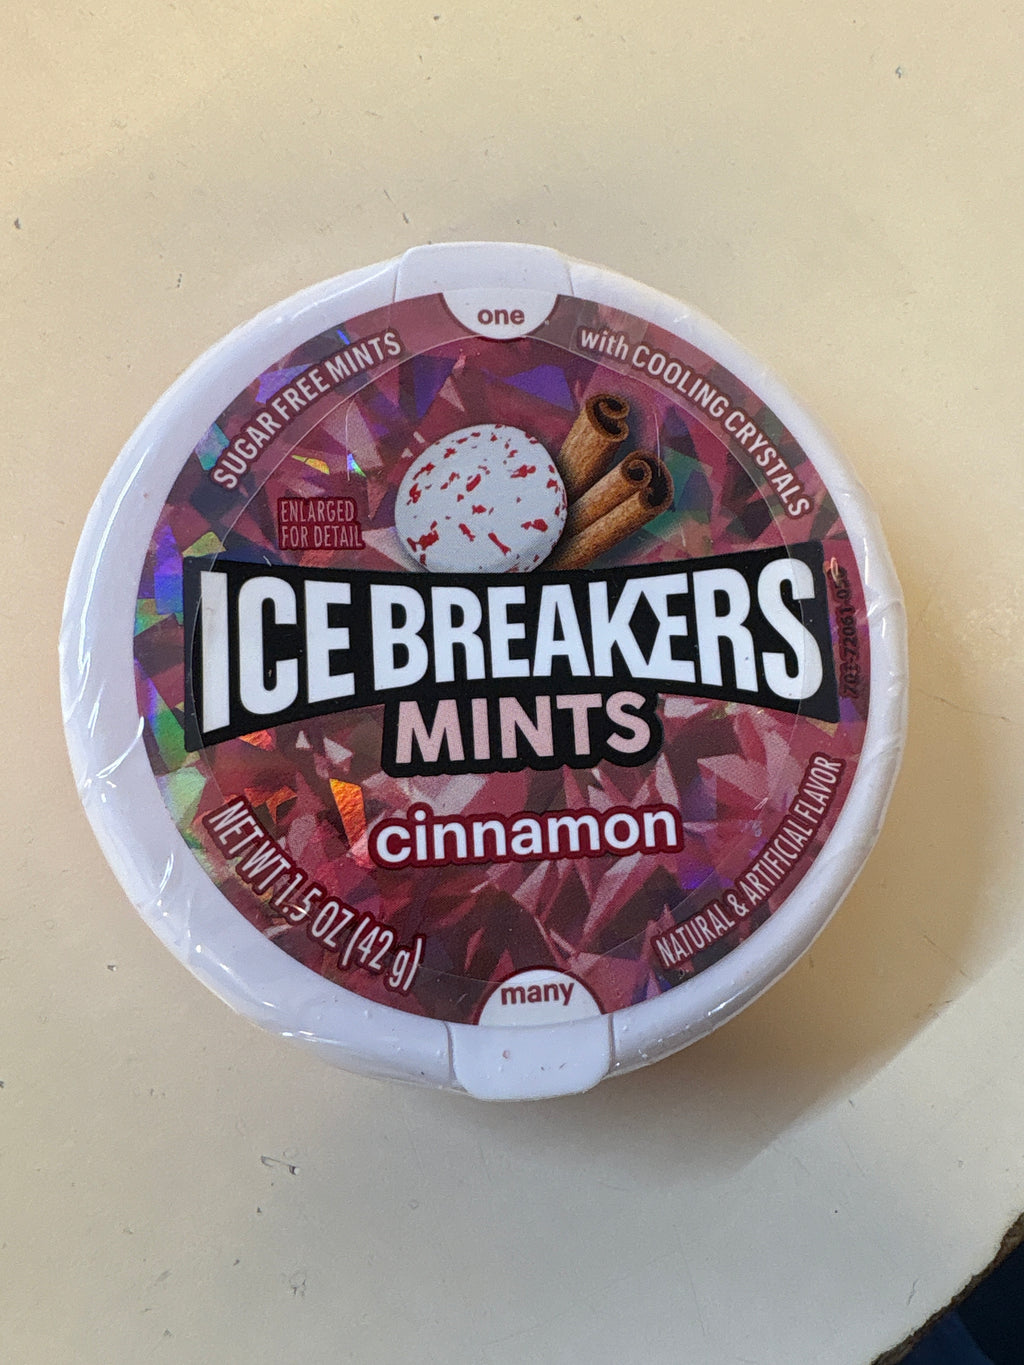 one
SUGAR FREE MINTS
with COOLING CRYSTALS
ENLARGED
FOR DETAIL
ICE BREAKERS
MINTS
cinnamon
NET WT 1.5 OZ (42 g)
NATURAL & ARTIFICIAL FLAVOR
many